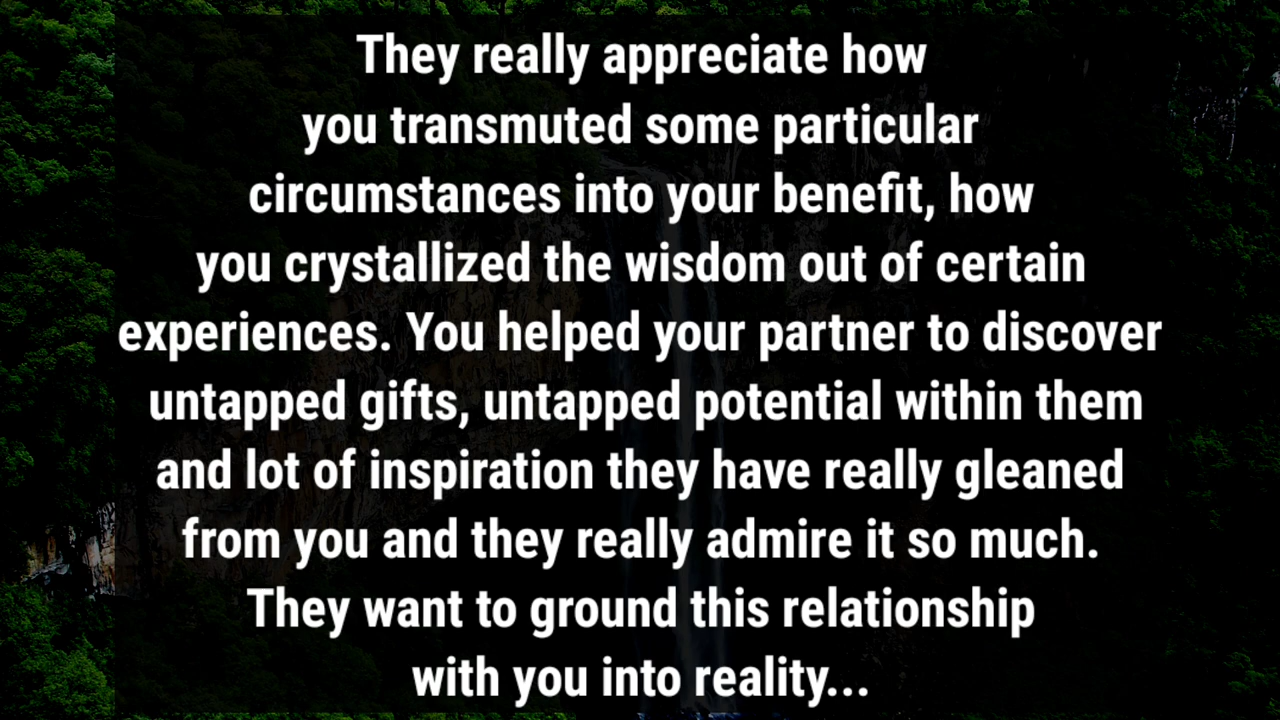 They really appreciate how
you transmuted some particular
circumstances into your benefit, how
you crystallized the wisdom out of certain
experiences. You helped your partner to discover
untapped gifts, untapped potential within them
and lot of inspiration they have really gleaned
from you and they really admire it so much.
They want to ground this relationship
with you into reality...